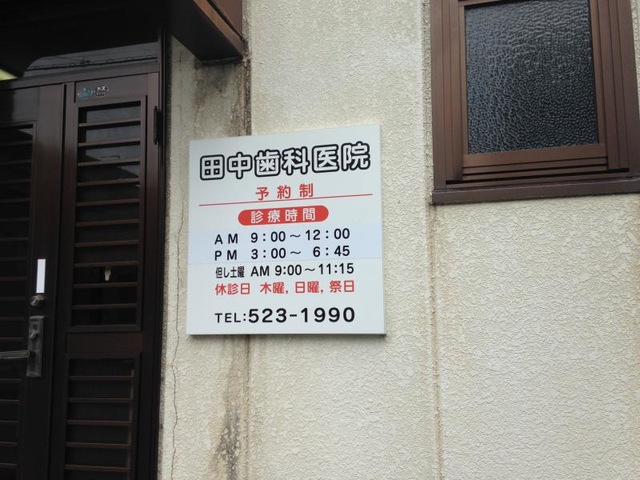 田中歯科医院
予約制
診療時間
AM 9:00～12:00
PM 3:00～ 6:45
但し土曜 AM 9:00～11:15
休診日 木曜, 日曜, 祭日
TEL:523-1990